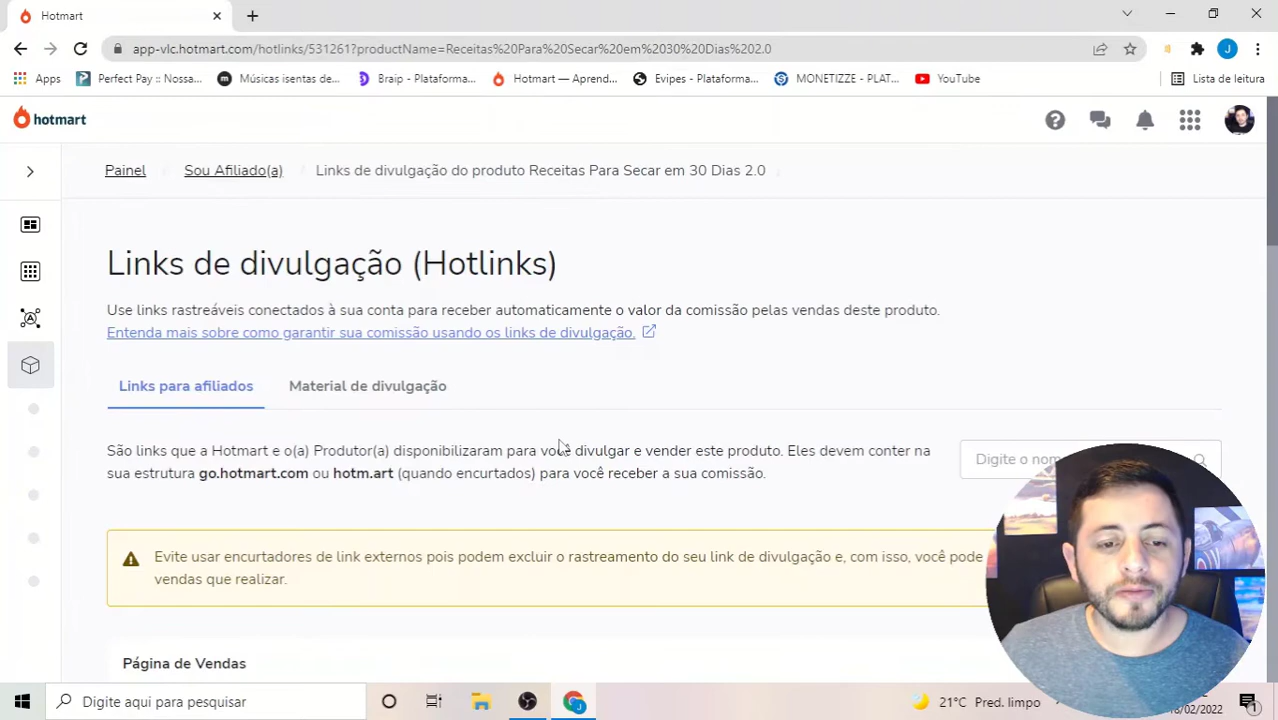 Hotmart
app-vlc.hotmart.com/hotlinks/531261?productName=Receitas%20Para%20Secar%20em%2030%20Dias%202.0
Apps
Perfect Pay :: Nossa...
Músicas isentas de...
Braip - Plataforma...
Hotmart — Aprend...
Evipes - Plataforma...
MONETIZZE - PLAT...
YouTube
Lista de leitura
hotmart
Painel
Sou Afiliado(a)
Links de divulgação do produto Receitas Para Secar em 30 Dias 2.0
Links de divulgação (Hotlinks)
Use links rastreáveis conectados à sua conta para receber automaticamente o valor da comissão pelas vendas deste produto.
Entenda mais sobre como garantir sua comissão usando os links de divulgação.
Links para afiliados
Material de divulgação
São links que a Hotmart e o(a) Produtor(a) disponibilizaram para você divulgar e vender este produto. Eles devem conter na
sua estrutura go.hotmart.com ou hotm.art (quando encurtados) para você receber a sua comissão.
Digite o nom
Evite usar encurtadores de link externos pois podem excluir o rastreamento do seu link de divulgação e, com isso, você pode
vendas que realizar.
Página de Vendas
Digite aqui para pesquisar
21°C Pred. limpo
18/02/2022